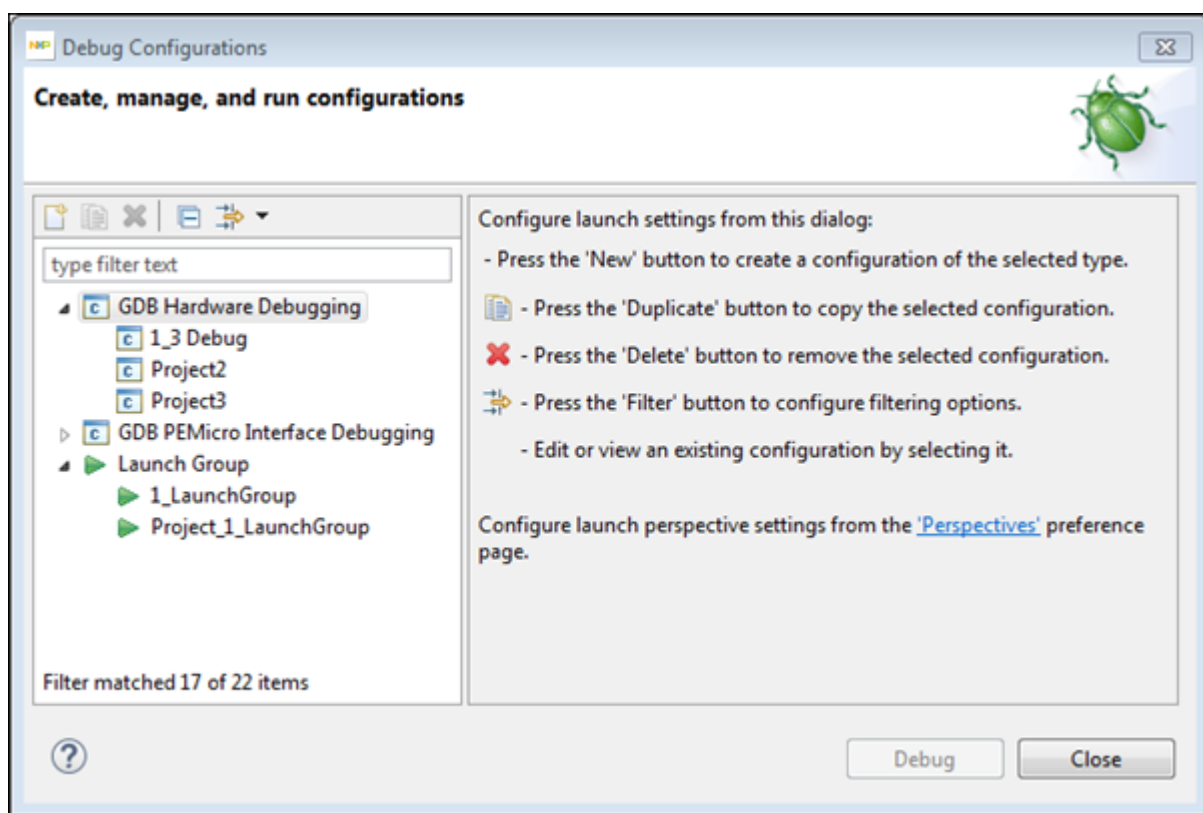 NXP Debug Configurations
Create, manage, and run configurations
type filter text
GDB Hardware Debugging
1_3 Debug
Project2
Project3
GDB PEMicro Interface Debugging
Launch Group
1_LaunchGroup
Project_1_LaunchGroup
Filter matched 17 of 22 items
Configure launch settings from this dialog:
- Press the 'New' button to create a configuration of the selected type.
- Press the 'Duplicate' button to copy the selected configuration.
- Press the 'Delete' button to remove the selected configuration.
- Press the 'Filter' button to configure filtering options.
- Edit or view an existing configuration by selecting it.
Configure launch perspective settings from the 'Perspectives' preference
page.
Debug
Close